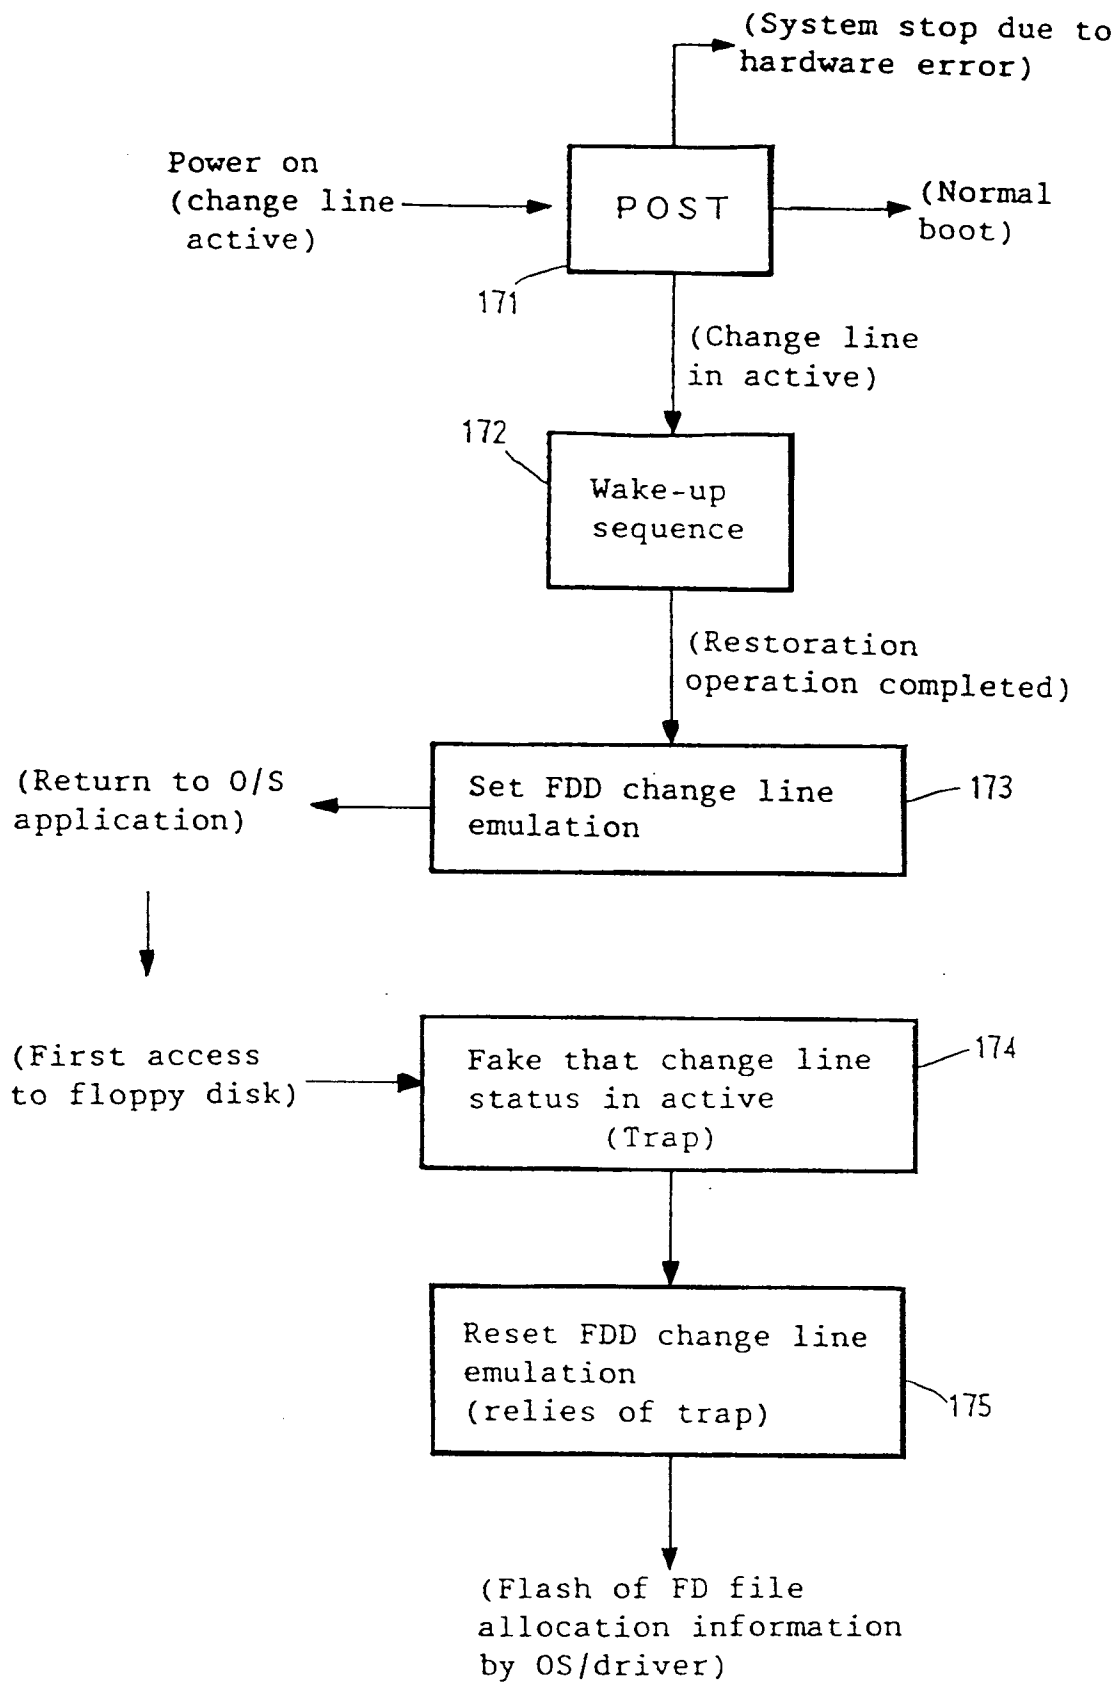 (System stop due to
hardware error)
Power on
(change line
active)
POST
(Normal
boot)
171
(Change line
in active)
172
Wake-up
sequence
(Restoration
operation completed)
(Return to O/S
application)
Set FDD change line
emulation
173
(First access
to floppy disk)
Fake that change line
status in active
(Trap)
174
Reset FDD change line
emulation
(relies of trap)
175
(Flash of FD file
allocation information
by OS/driver)